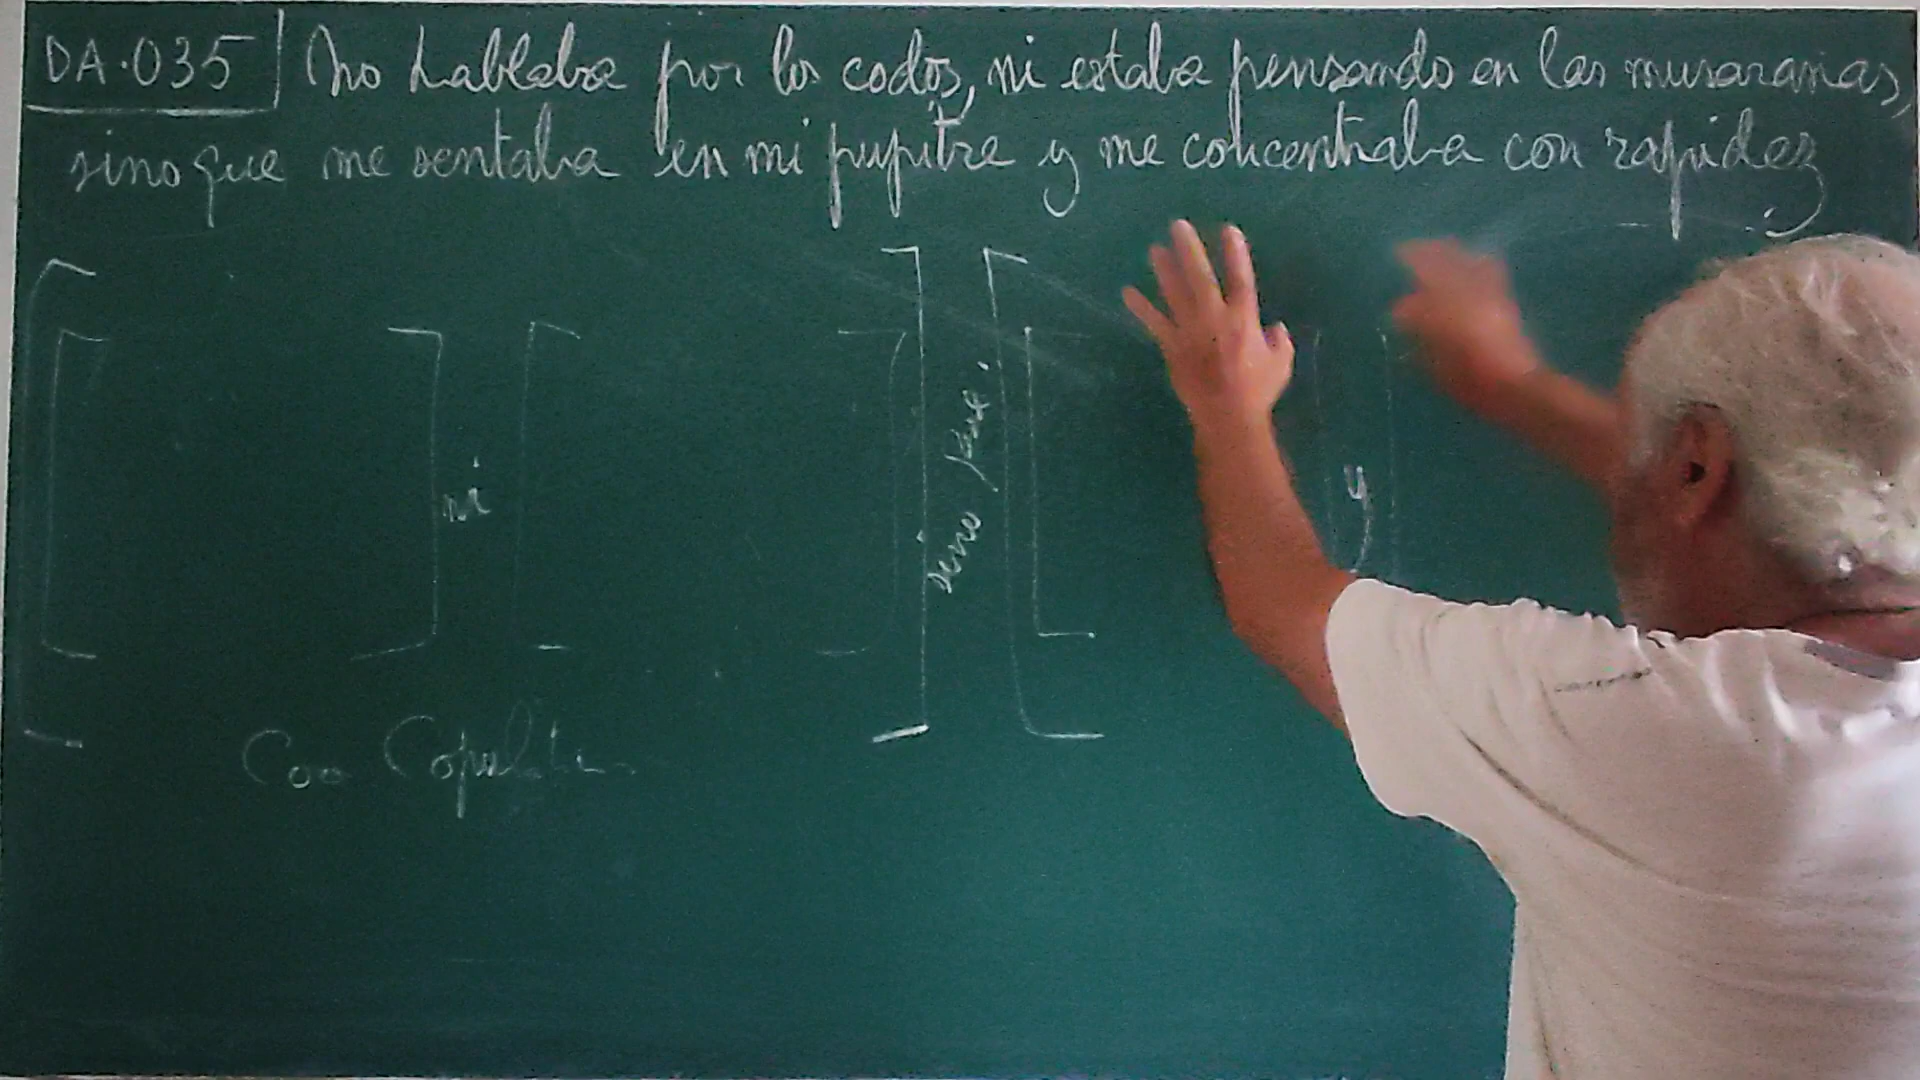 DA.035 No hablaba por los codos, ni estaba pensando en las musarañas,
sino que me sentaba en mi pupitre y me concentraba con rapidez
ni
sino que
y
Coo Copulativa